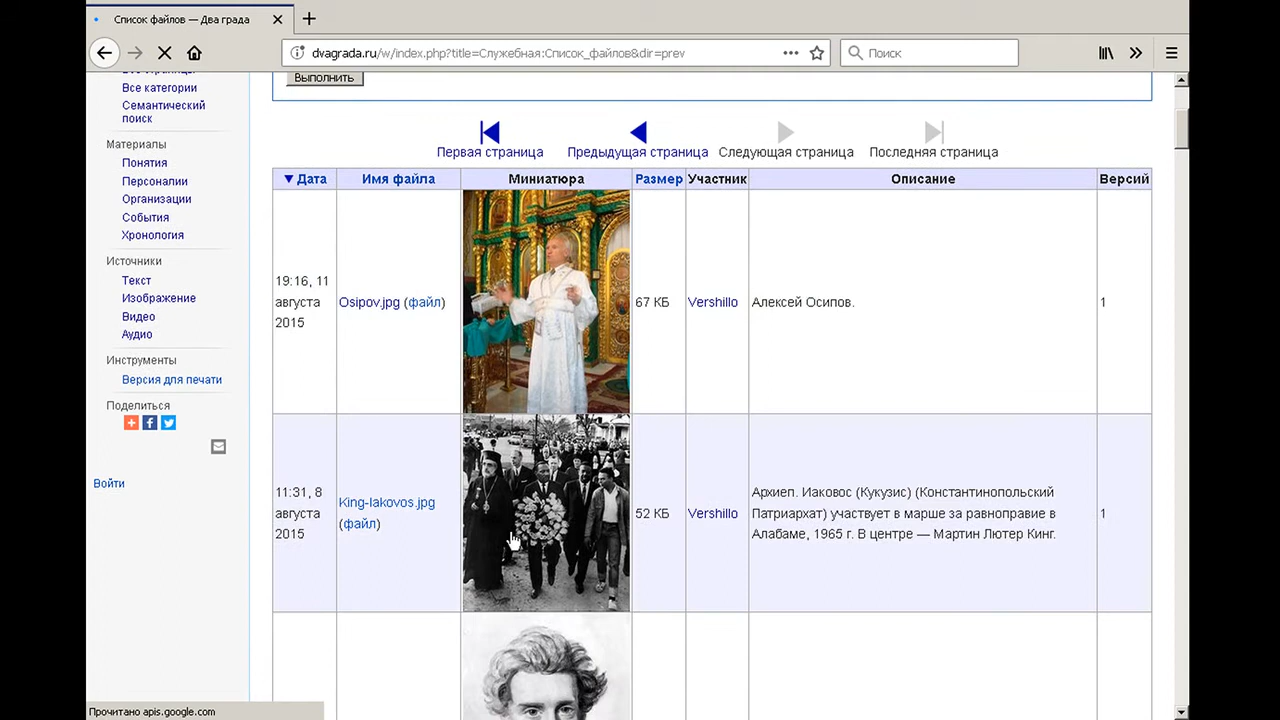 Список файлов — Два града
dvagrada.ru/w/index.php?title=Служебная:Список_файлов&dir=prev
Поиск
Все категории
Семантический
поиск
Материалы
Понятия
Персоналии
Организации
События
Хронология
Источники
Текст
Изображение
Видео
Аудио
Инструменты
Версия для печати
Поделиться
Войти
Выполнить
Первая страница
Предыдущая страница
Следующая страница
Последняя страница
Дата
Имя файла
Миниатюра
Размер
Участник
Описание
Версий
19:16, 11
августа
2015
Osipov.jpg (файл)
67 КБ
Vershillo
Алексей Осипов.
1
11:31, 8
августа
2015
King-Iakovos.jpg
(файл)
52 КБ
Vershillo
Архиеп. Иаковос (Кукузис) (Константинопольский
Патриархат) участвует в марше за равноправие в
Алабаме, 1965 г. В центре — Мартин Лютер Кинг.
1
Прочитано apis.google.com